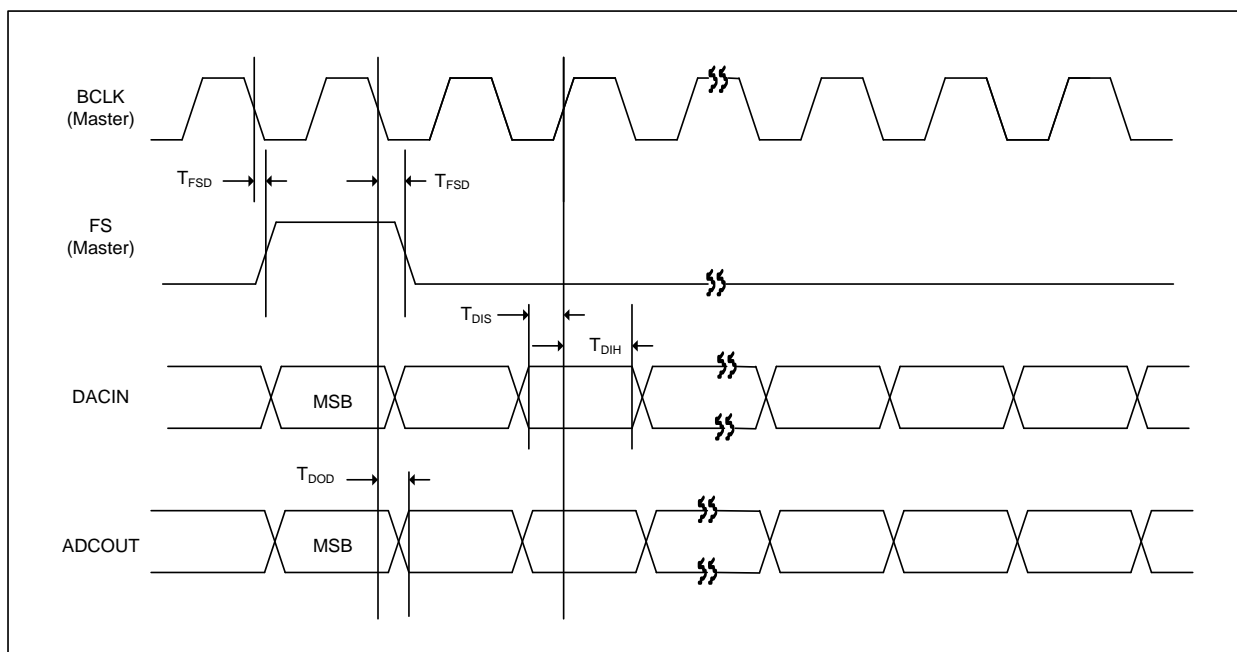 BCLK
(Master)
TFSD
TFSD
FS
(Master)
TDIS
TDIH
DACIN
MSB
TDOD
ADCOUT
MSB